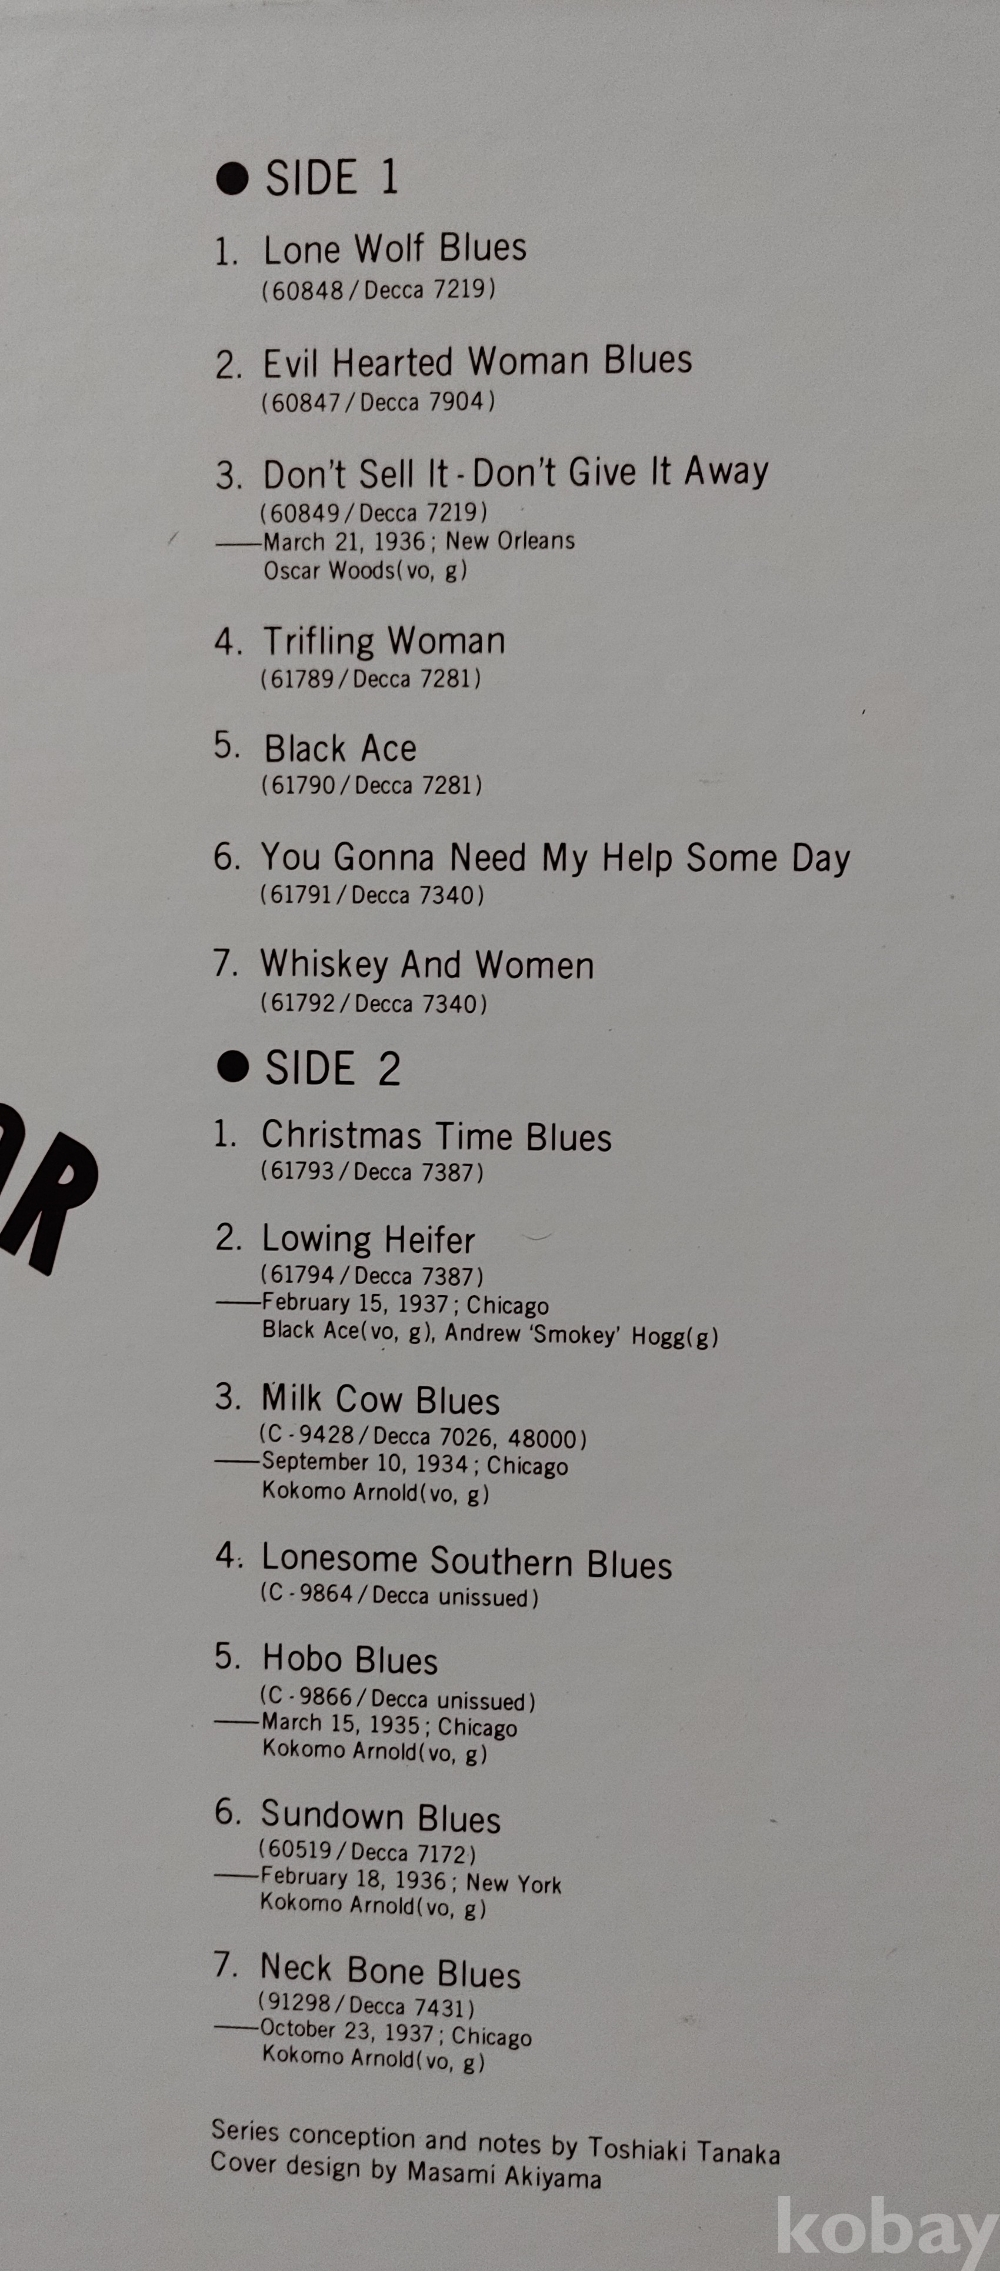 ● SIDE 1
1. Lone Wolf Blues
(60848/Decca 7219)
2. Evil Hearted Woman Blues
(60847/Decca 7904)
3. Don't Sell It - Don't Give It Away
(60849/Decca 7219)
——March 21, 1936; New Orleans
Oscar Woods(vo, g)
4. Trifling Woman
(61789/Decca 7281)
5. Black Ace
(61790/Decca 7281)
6. You Gonna Need My Help Some Day
(61791/Decca 7340)
7. Whiskey And Women
(61792/Decca 7340)
● SIDE 2
1. Christmas Time Blues
(61793/Decca 7387)
2. Lowing Heifer
(61794/Decca 7387)
——February 15, 1937; Chicago
Black Ace(vo, g), Andrew 'Smokey' Hogg(g)
3. Milk Cow Blues
(C-9428/Decca 7026, 48000)
——September 10, 1934; Chicago
Kokomo Arnold(vo, g)
4. Lonesome Southern Blues
(C-9864/Decca unissued)
5. Hobo Blues
(C-9866/Decca unissued)
——March 15, 1935; Chicago
Kokomo Arnold(vo, g)
6. Sundown Blues
(60519/Decca 7172)
——February 18, 1936; New York
Kokomo Arnold(vo, g)
7. Neck Bone Blues
(91298/Decca 7431)
——October 23, 1937; Chicago
Kokomo Arnold(vo, g)
Series conception and notes by Toshiaki Tanaka
Cover design by Masami Akiyama
kobay